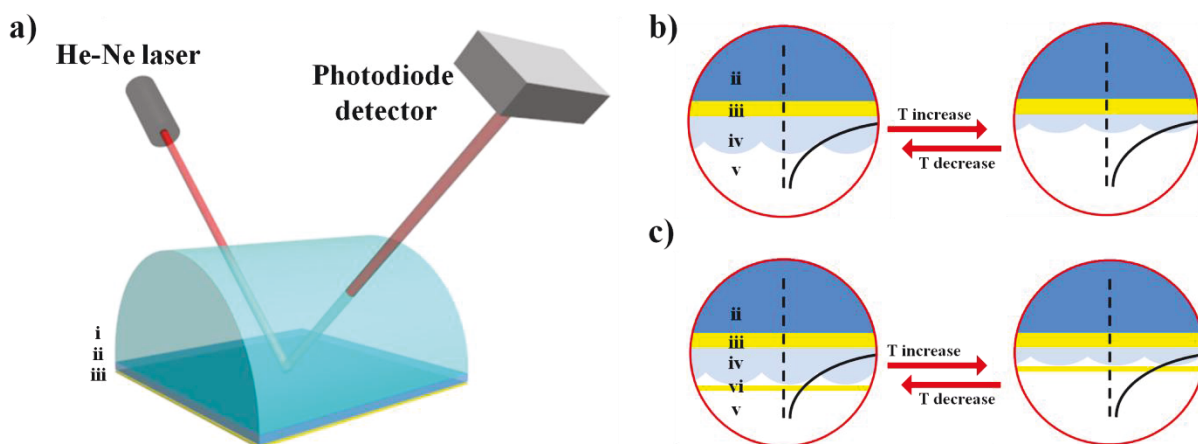 a)
He-Ne laser
Photodiode
detector
i
ii
iii
b)
ii
iii
iv
v
T increase
T decrease
c)
ii
iii
iv
vi
v
T increase
T decrease